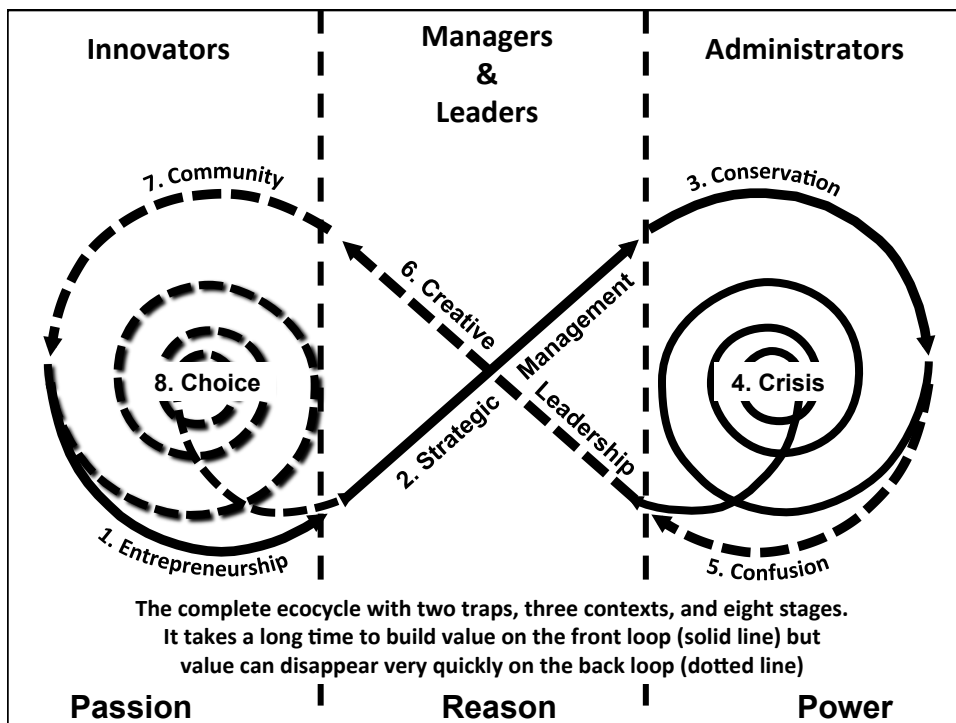 Innovators
Managers
&
Leaders
Administrators
7. Community
3. Conservation
6. Creative
Management
8. Choice
4. Crisis
2. Strategic
Leadership
1. Entrepreneurship
5. Confusion
The complete ecocycle with two traps, three contexts, and eight stages.
It takes a long time to build value on the front loop (solid line) but
value can disappear very quickly on the back loop (dotted line)
Passion
Reason
Power